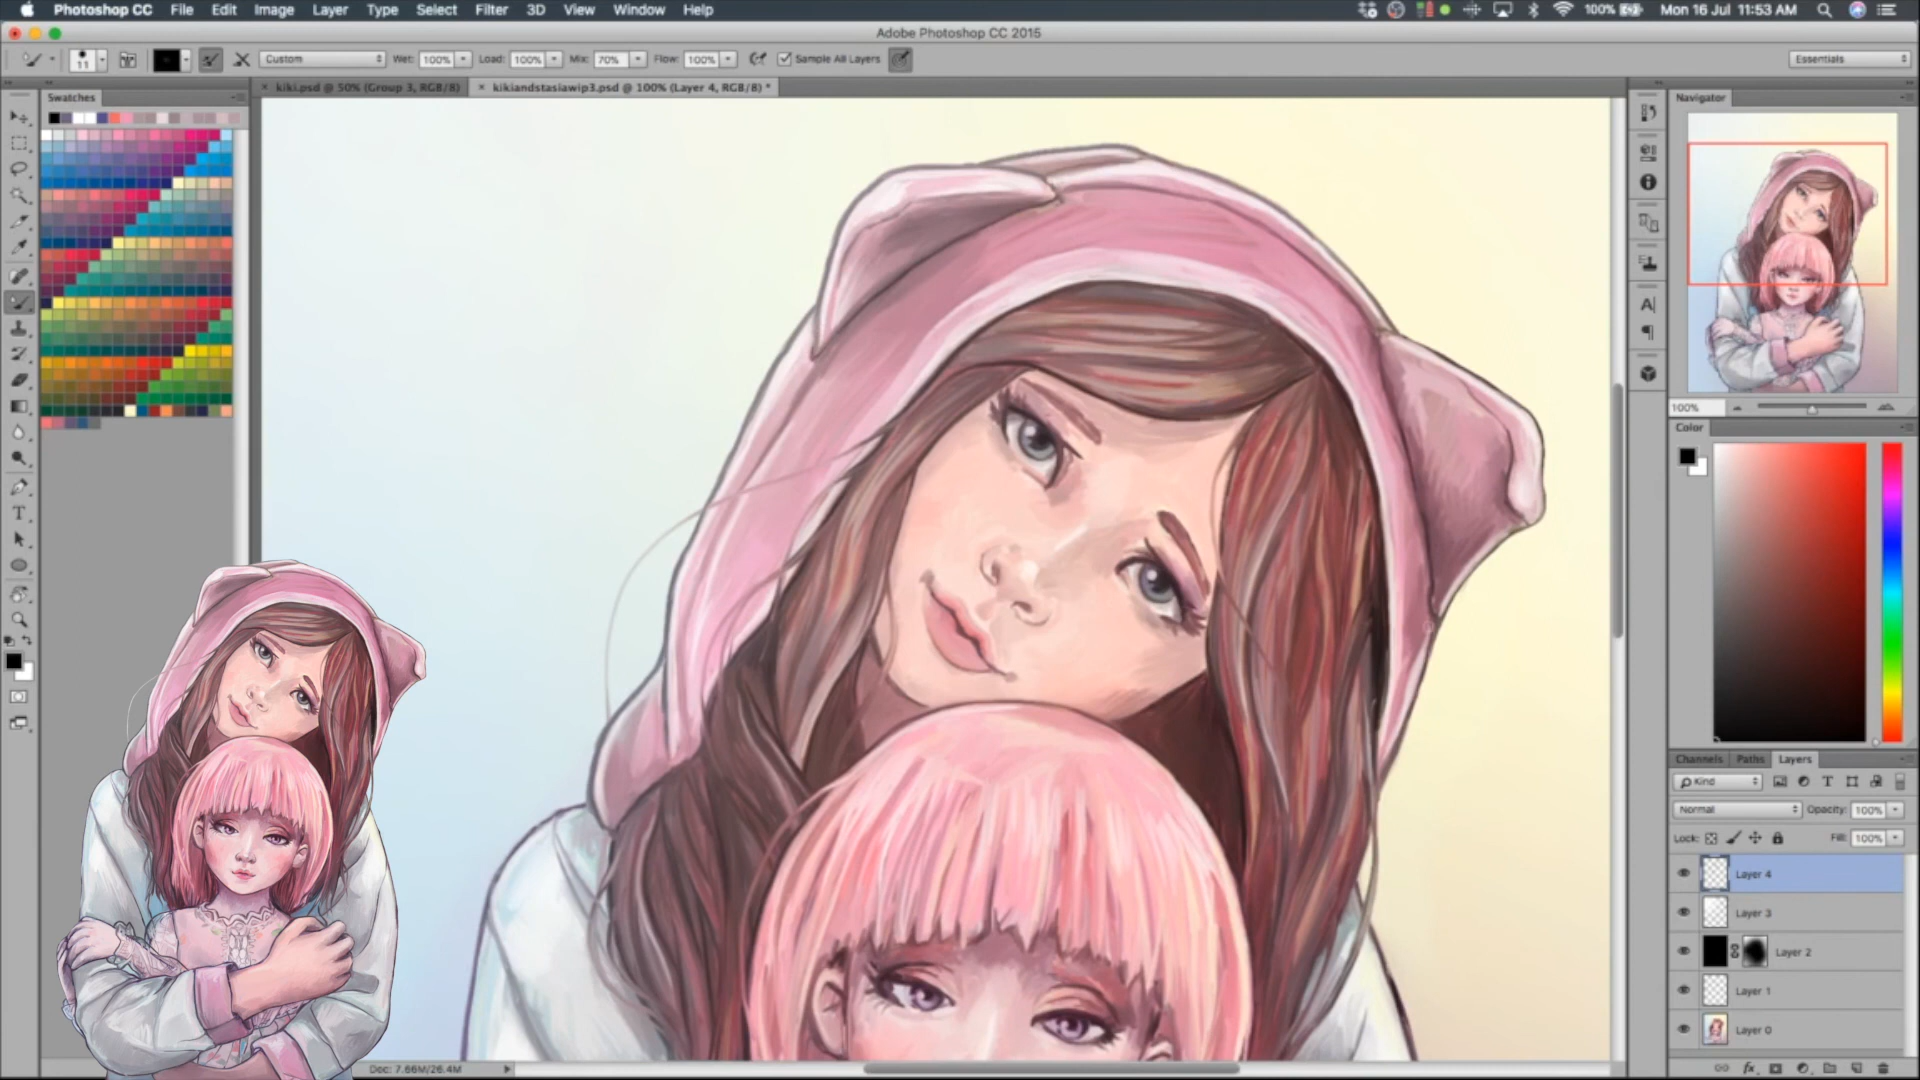 Photoshop CC File Edit Image Layer Type Select Filter 3D View Window Help 100% Mon 16 Jul 11:53 AM
Adobe Photoshop CC 2015
11 Custom Wet: 100% Load: 100% Mix: 70% Flow: 100% Sample All Layers Essentials
× kiki.psd @ 50% (Group 3, RGB/8) × kikiandstasiawip3.psd @ 100% (Layer 4, RGB/8) *
Swatches
Navigator
100%
Color
Channels Paths Layers
Kind
Normal Opacity: 100%
Lock: Fill: 100%
Layer 4
Layer 3
Layer 2
Layer 1
Layer 0
Doc: 7.66M/26.4M